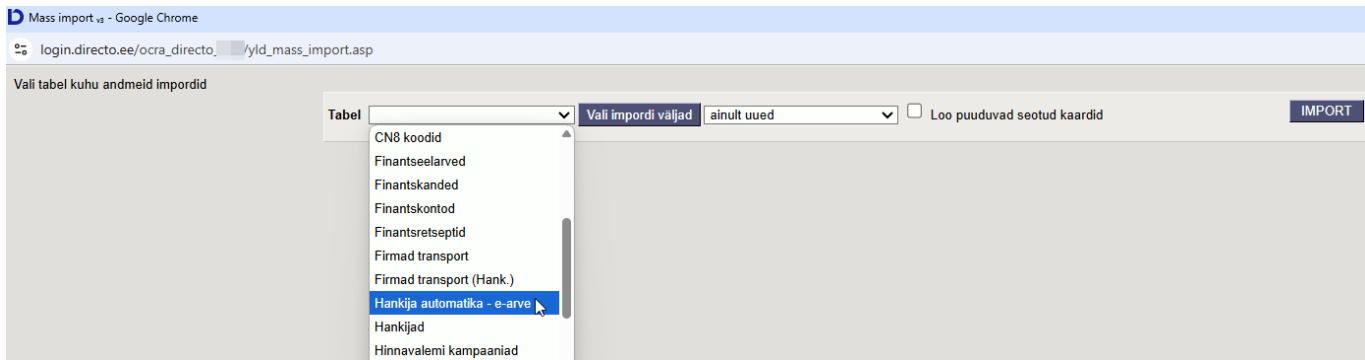 Mass import v3 - Google Chrome
login.directo.ee/ocra_directo_ /yld_mass_import.asp
Vali tabel kuhu andmeid impordid
Tabel Vali impordi väljad ainult uued Loo puuduvad seotud kaardid IMPORT
CN8 koodid
Finantseelarved
Finantskanded
Finantskontod
Finantsretseptid
Firmad transport
Firmad transport (Hank.)
Hankija automatika - e-arve
Hankijad
Hinnavalemi kampaaniad